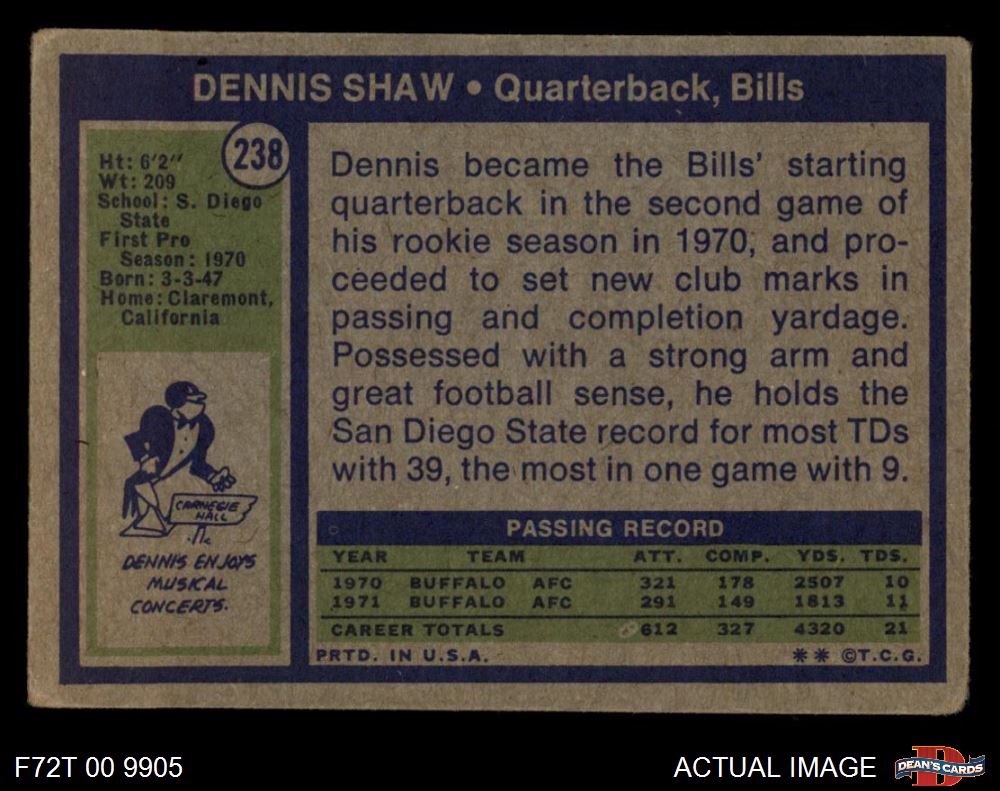 DENNIS SHAW • Quarterback, Bills
238
Ht: 6'2"
Wt: 209
School: S. Diego
State
First Pro
Season: 1970
Born: 3-3-47
Home: Claremont,
California
CARNEGIE
HALL
DENNIS ENJOYS
MUSICAL
CONCERTS.
Dennis became the Bills' starting
quarterback in the second game of
his rookie season in 1970, and pro-
ceeded to set new club marks in
passing and completion yardage.
Possessed with a strong arm and
great football sense, he holds the
San Diego State record for most TDs
with 39, the most in one game with 9.
PASSING RECORD
YEAR TEAM ATT. COMP. YDS. TDS.
1970 BUFFALO AFC 321 178 2507 10
1971 BUFFALO AFC 291 149 1813 11
CAREER TOTALS 612 327 4320 21
PRTD. IN U.S.A. ** ©T.C.G.
F72T 00 9905
ACTUAL IMAGE
DEAN'S CARDS